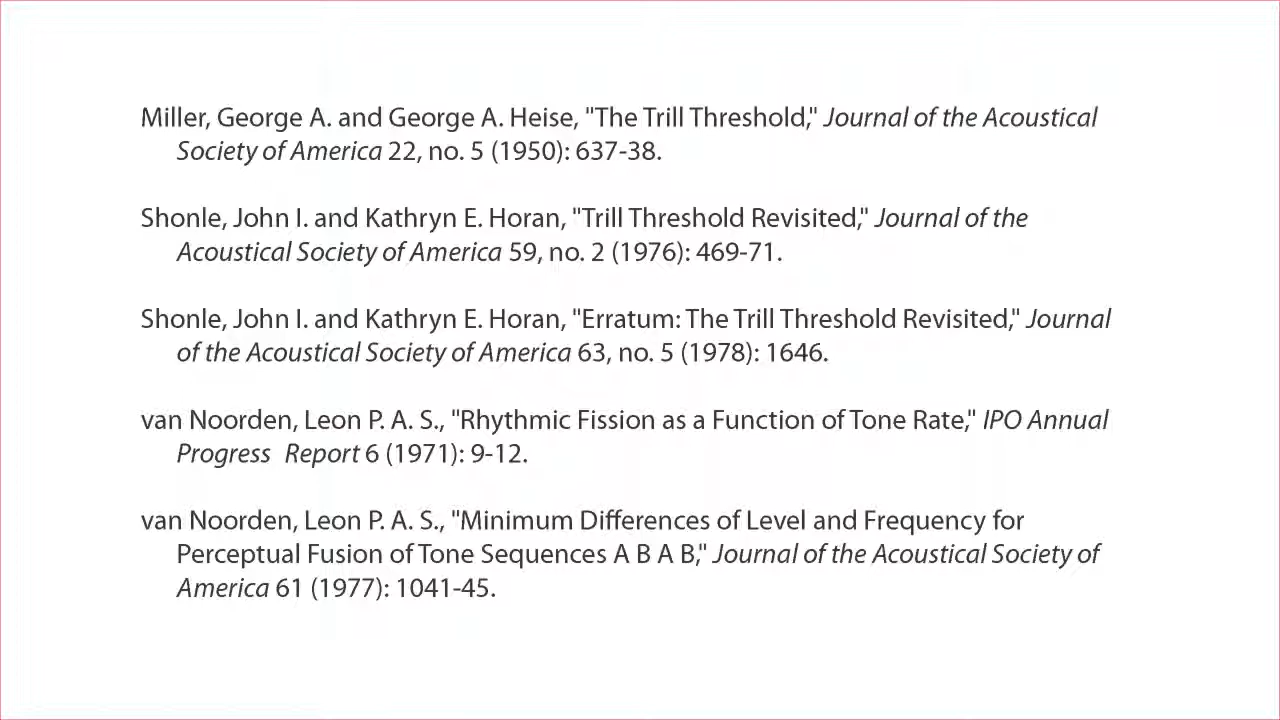 Miller, George A. and George A. Heise, "The Trill Threshold," Journal of the Acoustical
Society of America 22, no. 5 (1950): 637-38.
Shonle, John I. and Kathryn E. Horan, "Trill Threshold Revisited," Journal of the
Acoustical Society of America 59, no. 2 (1976): 469-71.
Shonle, John I. and Kathryn E. Horan, "Erratum: The Trill Threshold Revisited," Journal
of the Acoustical Society of America 63, no. 5 (1978): 1646.
van Noorden, Leon P. A. S., "Rhythmic Fission as a Function of Tone Rate," IPO Annual
Progress  Report 6 (1971): 9-12.
van Noorden, Leon P. A. S., "Minimum Differences of Level and Frequency for
Perceptual Fusion of Tone Sequences A B A B," Journal of the Acoustical Society of
America 61 (1977): 1041-45.